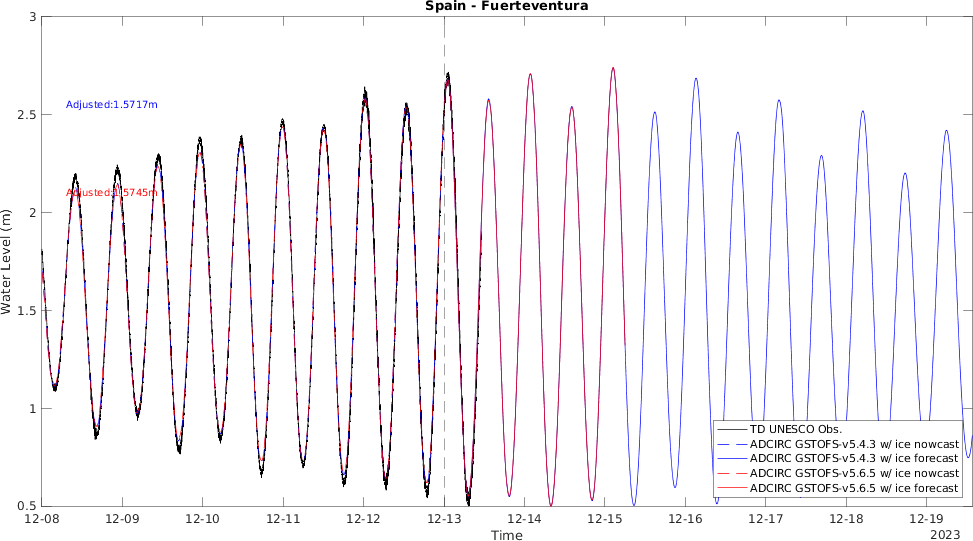 Spain - Fuerteventura
3
Adjusted:1.5717m
2.5
Adjusted:1.5745m
2
Water Level (m)
1.5
1
TD UNESCO Obs.
ADCIRC GSTOFS-v5.4.3 w/ ice nowcast
ADCIRC GSTOFS-v5.4.3 w/ ice forecast
ADCIRC GSTOFS-v5.6.5 w/ ice nowcast
ADCIRC GSTOFS-v5.6.5 w/ ice forecast
0.5
12-08 12-09 12-10 12-11 12-12 12-13 12-14 12-15 12-16 12-17 12-18 12-19
Time
2023